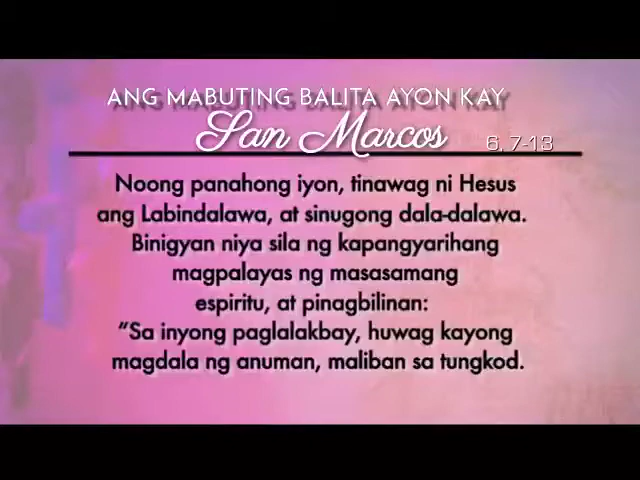 ANG MABUTING BALITA AYON KAY
San Marcos 6, 7-13
Noong panahong iyon, tinawag ni Hesus
ang Labindalawa, at sinugong dala-dalawa.
Binigyan niya sila ng kapangyarihang
magpalayas ng masasamang
espiritu, at pinagbilinan:
“Sa inyong paglalakbay, huwag kayong
magdala ng anuman, maliban sa tungkod.